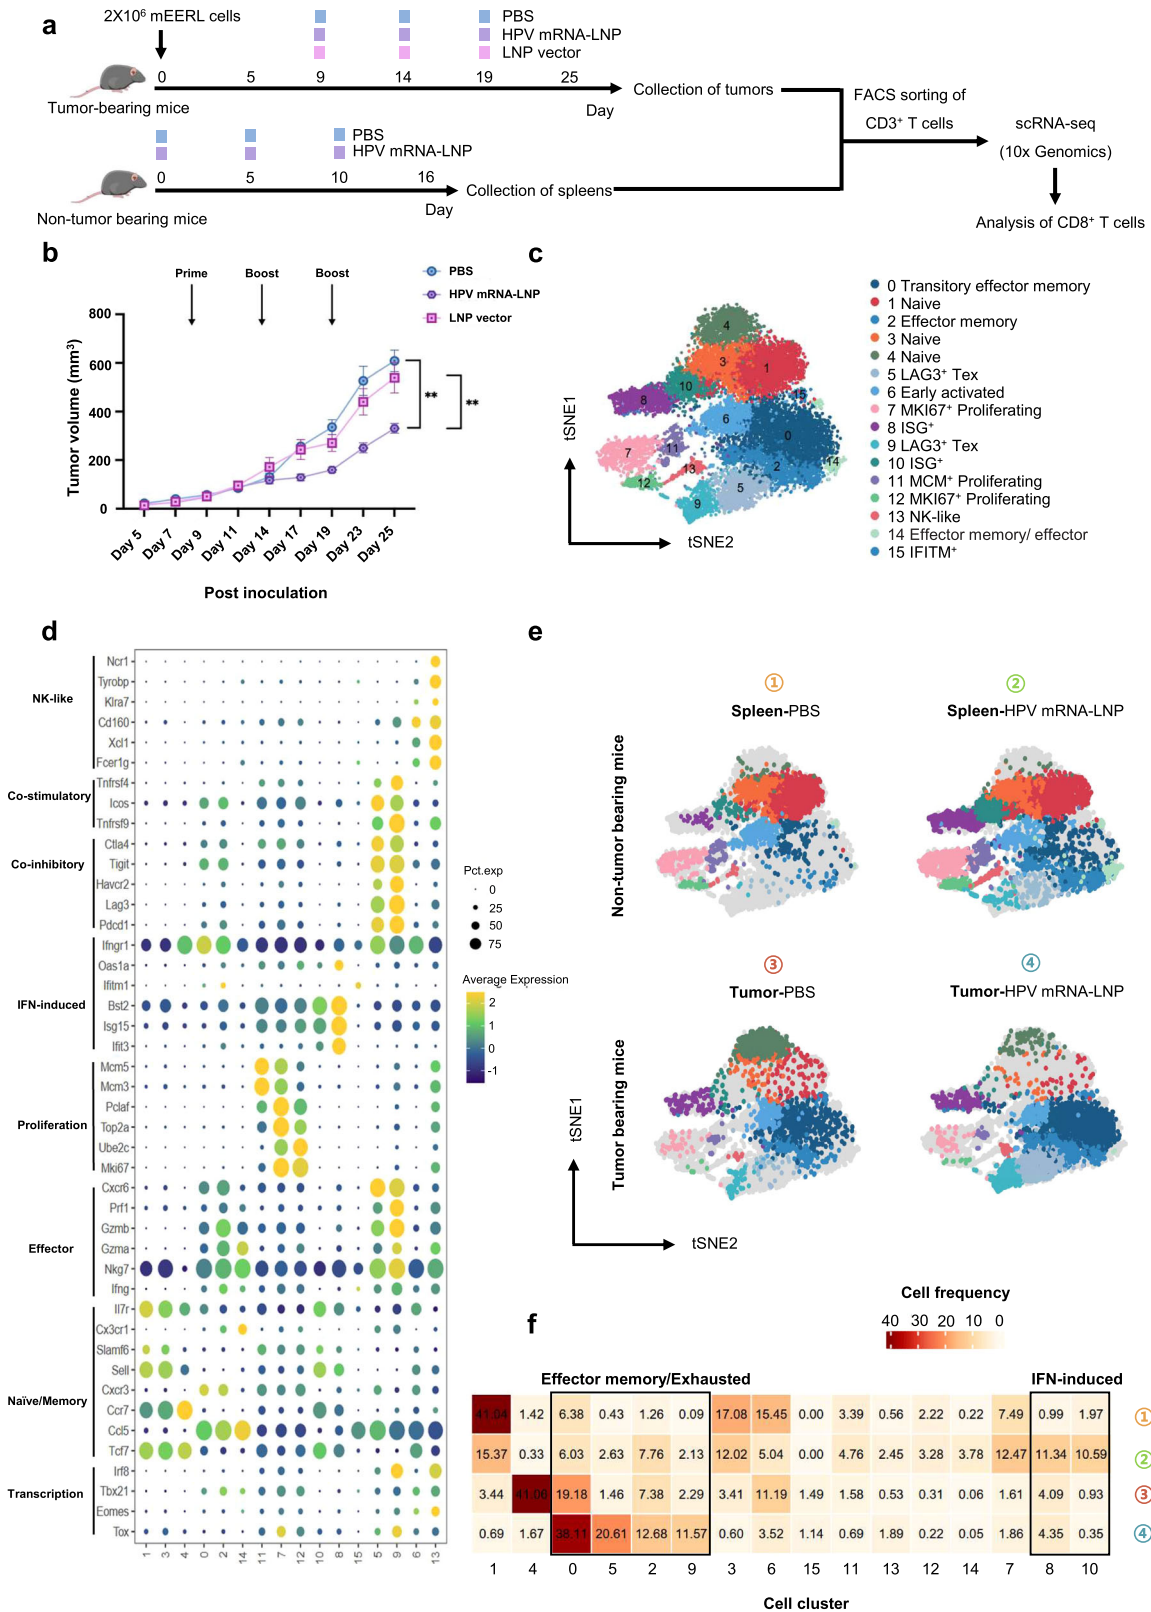 a
2X10⁶ mEERL cells
PBS
HPV mRNA-LNP
LNP vector
0 5 9 14 19 25
Day
Tumor-bearing mice
Collection of tumors
PBS
HPV mRNA-LNP
0 5 10 16
Day
Non-tumor bearing mice
Collection of spleens
FACS sorting of
CD3⁺ T cells
scRNA-seq
(10x Genomics)
Analysis of CD8⁺ T cells
b
Prime Boost Boost
PBS
HPV mRNA-LNP
LNP vector
Tumor volume (mm³)
800
600
400
200
0
** **
Day 5 Day 7 Day 9 Day 11 Day 14 Day 17 Day 19 Day 23 Day 25
Post inoculation
c
4
3
1
10
8
15
6
0
7
11
13
2
14
12
5
9
tSNE1
tSNE2
0 Transitory effector memory
1 Naive
2 Effector memory
3 Naive
4 Naive
5 LAG3⁺ Tex
6 Early activated
7 MKI67⁺ Proliferating
8 ISG⁺
9 LAG3⁺ Tex
10 ISG⁺
11 MCM⁺ Proliferating
12 MKI67⁺ Proliferating
13 NK-like
14 Effector memory/ effector
15 IFITM⁺
d
NK-like
Ncr1
Tyrobp
Klra7
Cd160
Xcl1
Fcer1g
Co-stimulatory
Tnfrsf4
Icos
Tnfrsf9
Co-inhibitory
Ctla4
Tigit
Havcr2
Lag3
Pdcd1
IFN-induced
Ifngr1
Oas1a
Ifitm1
Bst2
Isg15
Ifit3
Proliferation
Mcm5
Mcm3
Pclaf
Top2a
Ube2c
Mki67
Effector
Cxcr6
Prf1
Gzmb
Gzma
Nkg7
Ifng
Naïve/Memory
Il7r
Cx3cr1
Slamf6
Sell
Cxcr3
Ccr7
Ccl5
Tcf7
Transcription
Irf8
Tbx21
Eomes
Tox
1 3 4 0 2 14 11 7 12 10 8 15 5 9 6 13
Pct.exp
0
25
50
75
Average Expression
2
1
0
-1
e
①
Spleen-PBS
②
Spleen-HPV mRNA-LNP
Non-tumor bearing mice
③
Tumor-PBS
④
Tumor-HPV mRNA-LNP
Tumor bearing mice
tSNE1
tSNE2
f
Cell frequency
40 30 20 10 0
Effector memory/Exhausted
IFN-induced
41.04 1.42 6.38 0.43 1.26 0.09 17.08 15.45 0.00 3.39 0.56 2.22 0.22 7.49 0.99 1.97 ①
15.37 0.33 6.03 2.63 7.76 2.13 12.02 5.04 0.00 4.76 2.45 3.28 3.78 12.47 11.34 10.59 ②
3.44 41.06 19.18 1.46 7.38 2.29 3.41 11.19 1.49 1.58 0.53 0.31 0.06 1.61 4.09 0.93 ③
0.69 1.67 38.11 20.61 12.68 11.57 0.60 3.52 1.14 0.69 1.89 0.22 0.05 1.86 4.35 0.35 ④
1 4 0 5 2 9 3 6 15 11 13 12 14 7 8 10
Cell cluster